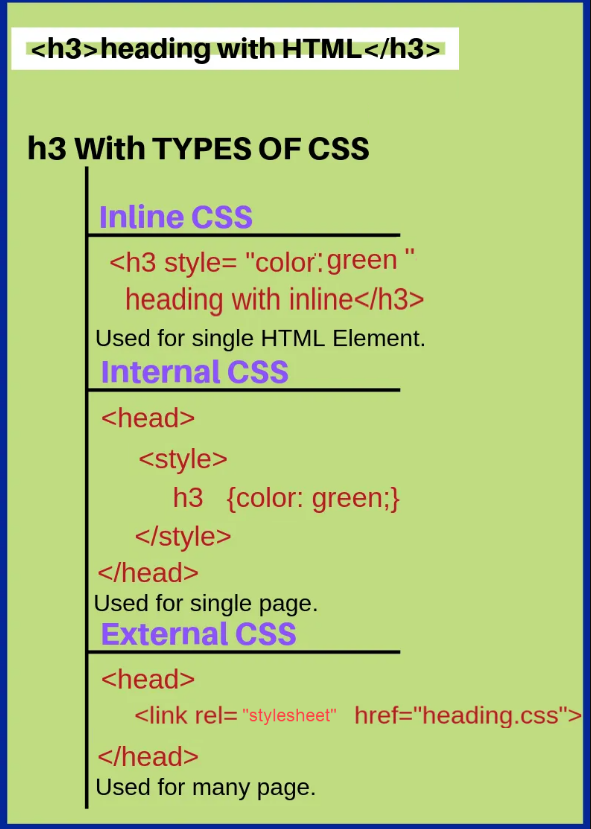 <h3>heading with HTML</h3>
h3 With TYPES OF CSS
Inline CSS
<h3 style= "color: green "
heading with inline</h3>
Used for single HTML Element.
Internal CSS
<head>
<style>
h3 {color: green;}
</style>
</head>
Used for single page.
External CSS
<head>
<link rel= "stylesheet" href="heading.css">
</head>
Used for many page.